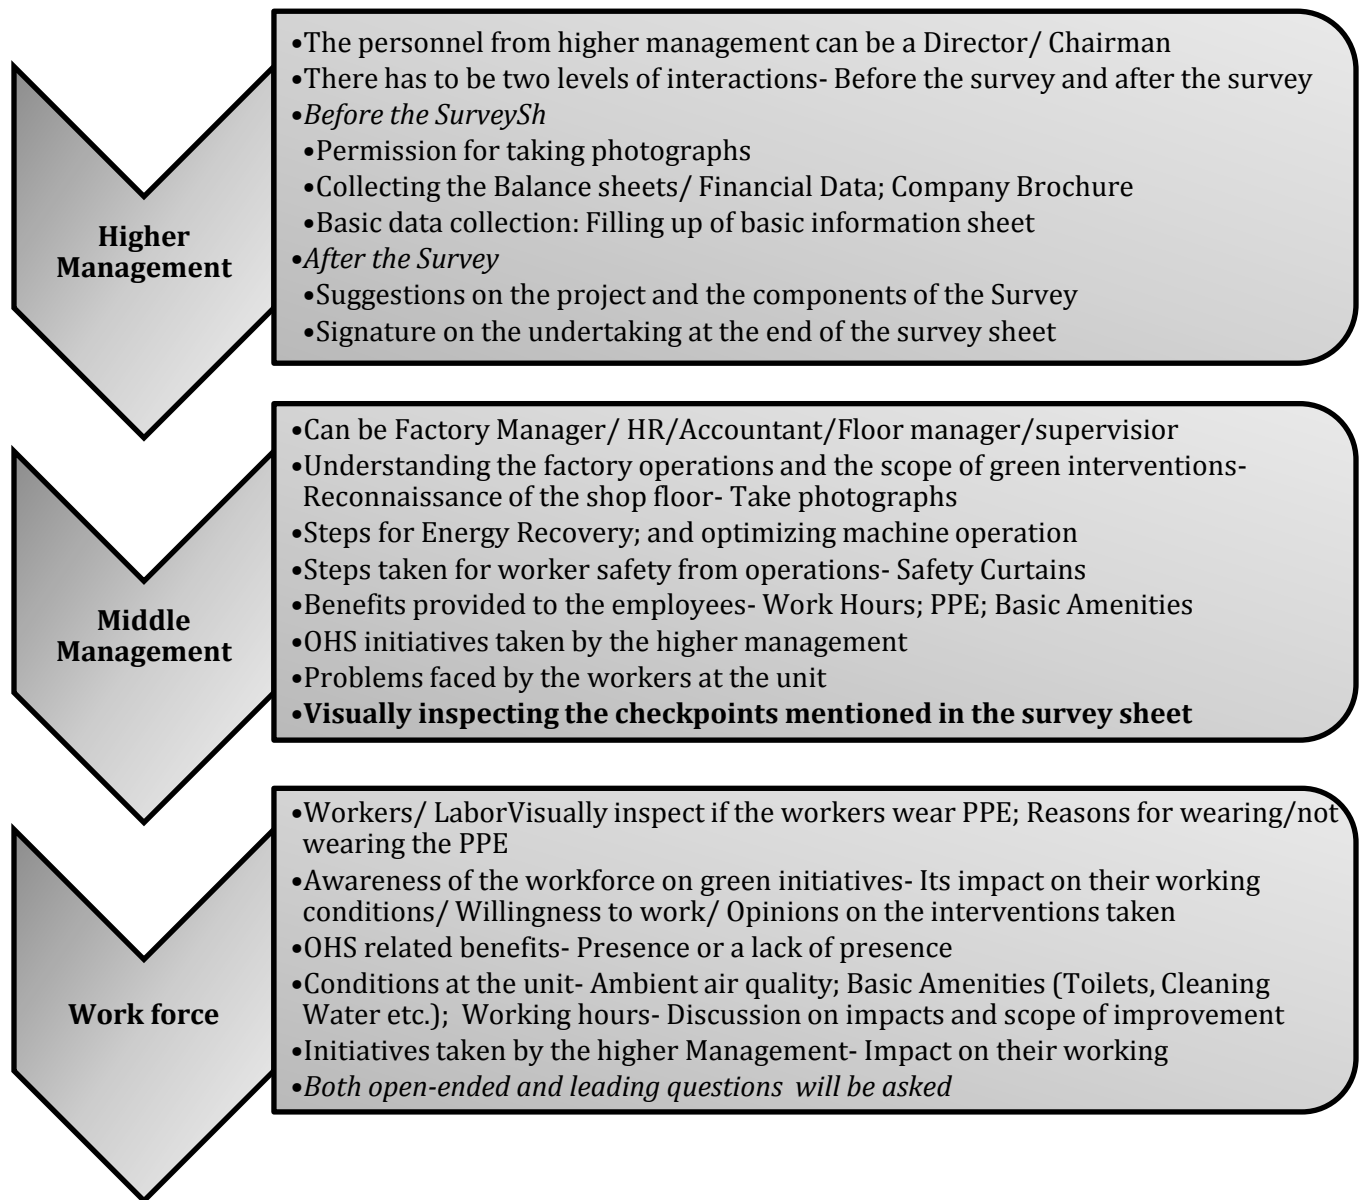 Higher
Management
•The personnel from higher management can be a Director/ Chairman
•There has to be two levels of interactions- Before the survey and after the survey
•Before the SurveySh
•Permission for taking photographs
•Collecting the Balance sheets/ Financial Data; Company Brochure
•Basic data collection: Filling up of basic information sheet
•After the Survey
•Suggestions on the project and the components of the Survey
•Signature on the undertaking at the end of the survey sheet
Middle
Management
•Can be Factory Manager/ HR/Accountant/Floor manager/supervisior
•Understanding the factory operations and the scope of green interventions-
Reconnaissance of the shop floor- Take photographs
•Steps for Energy Recovery; and optimizing machine operation
•Steps taken for worker safety from operations- Safety Curtains
•Benefits provided to the employees- Work Hours; PPE; Basic Amenities
•OHS initiatives taken by the higher management
•Problems faced by the workers at the unit
•Visually inspecting the checkpoints mentioned in the survey sheet
Work force
•Workers/ LaborVisually inspect if the workers wear PPE; Reasons for wearing/not
wearing the PPE
•Awareness of the workforce on green initiatives- Its impact on their working
conditions/ Willingness to work/ Opinions on the interventions taken
•OHS related benefits- Presence or a lack of presence
•Conditions at the unit- Ambient air quality; Basic Amenities (Toilets, Cleaning
Water etc.);  Working hours- Discussion on impacts and scope of improvement
•Initiatives taken by the higher Management- Impact on their working
•Both open-ended and leading questions  will be asked